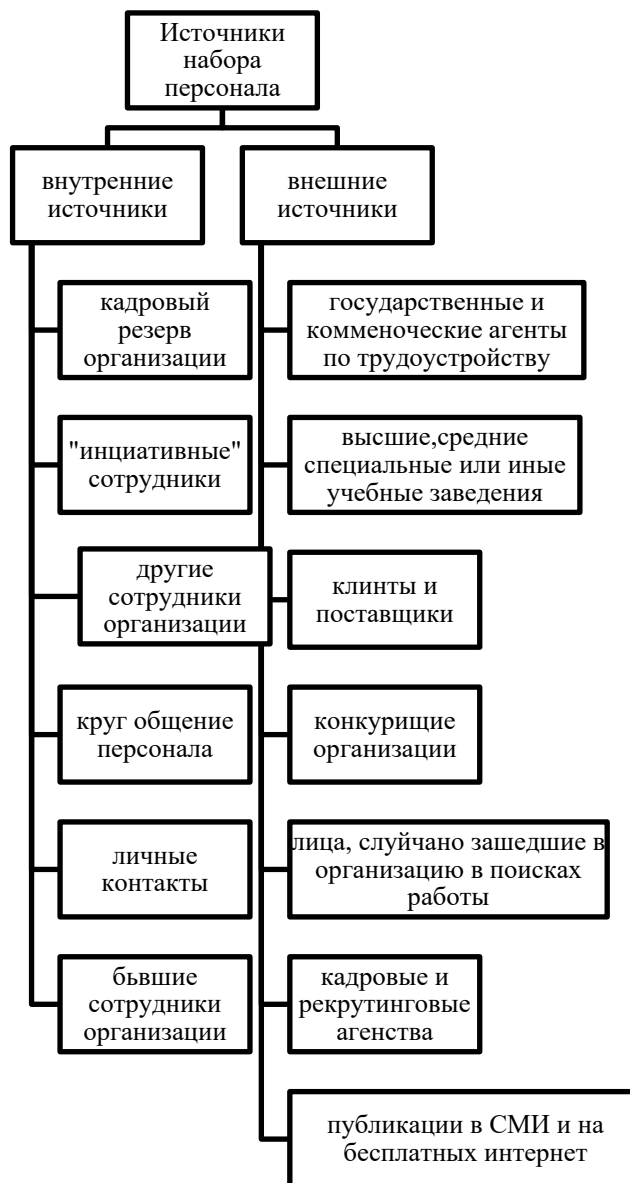 Источники
набора
персонала
внутренние
источники
кадровый
резерв
организации
"инциативные"
сотрудники
другие
сотрудники
организации
круг общение
персонала
личные
контакты
бьвшие
сотрудники
организации
внешние
источники
государственные и
комменоческие агенты
по трудоустройству
высшие,средние
специальные или иные
учебные заведения
клинты и
поставщики
конкурищие
организации
лица, слуйчано зашедшие в
организацию в поисках
работы
кадровые и
рекрутинговые
агенства
публикации в СМИ и на
бесплатных интернет